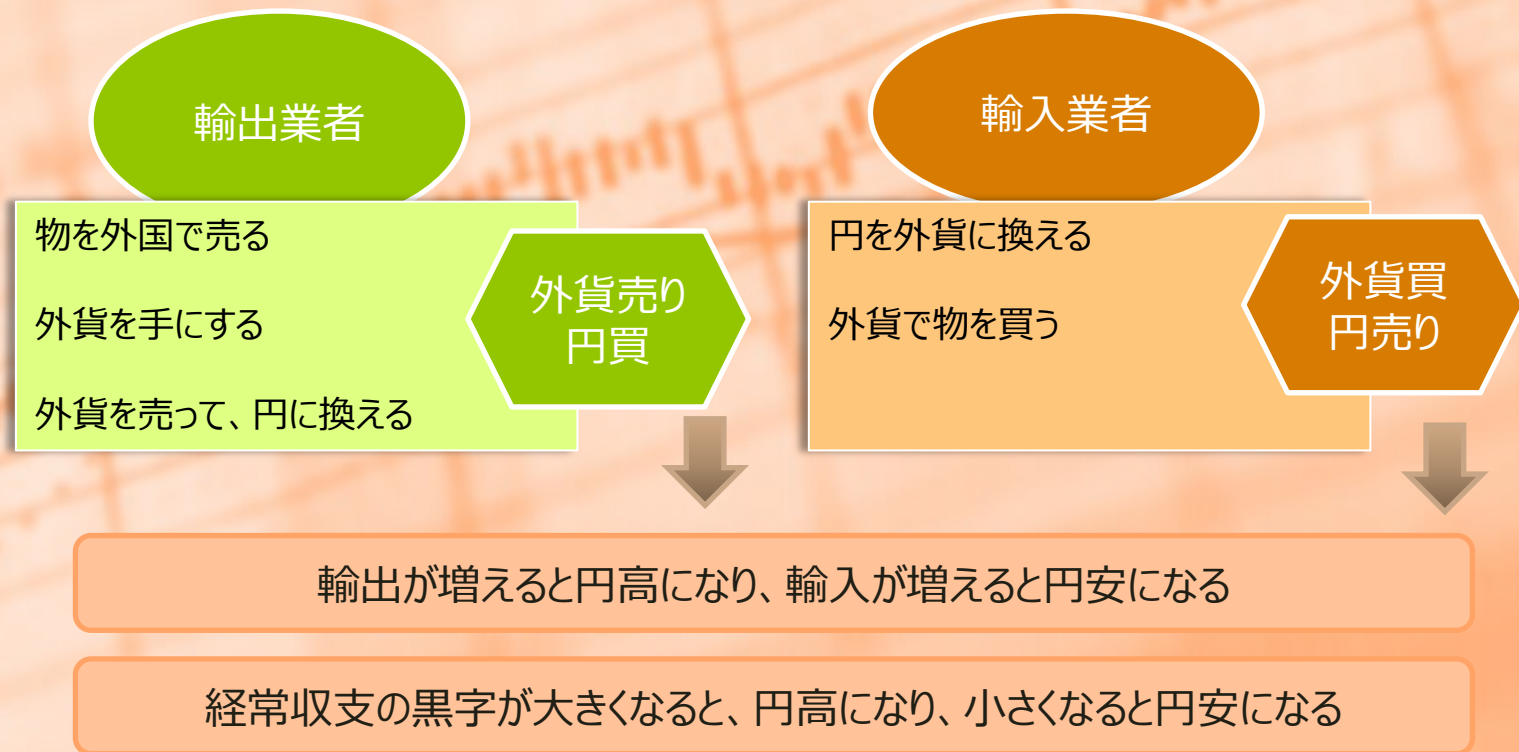 輸出業者
物を外国で売る
外貨を手にする
外貨を売って、円に換える
外貨売り
円買
輸入業者
円を外貨に換える
外貨で物を買う
外貨買
円売り
輸出が増えると円高になり、輸入が増えると円安になる
経常収支の黒字が大きくなると、円高になり、小さくなると円安になる